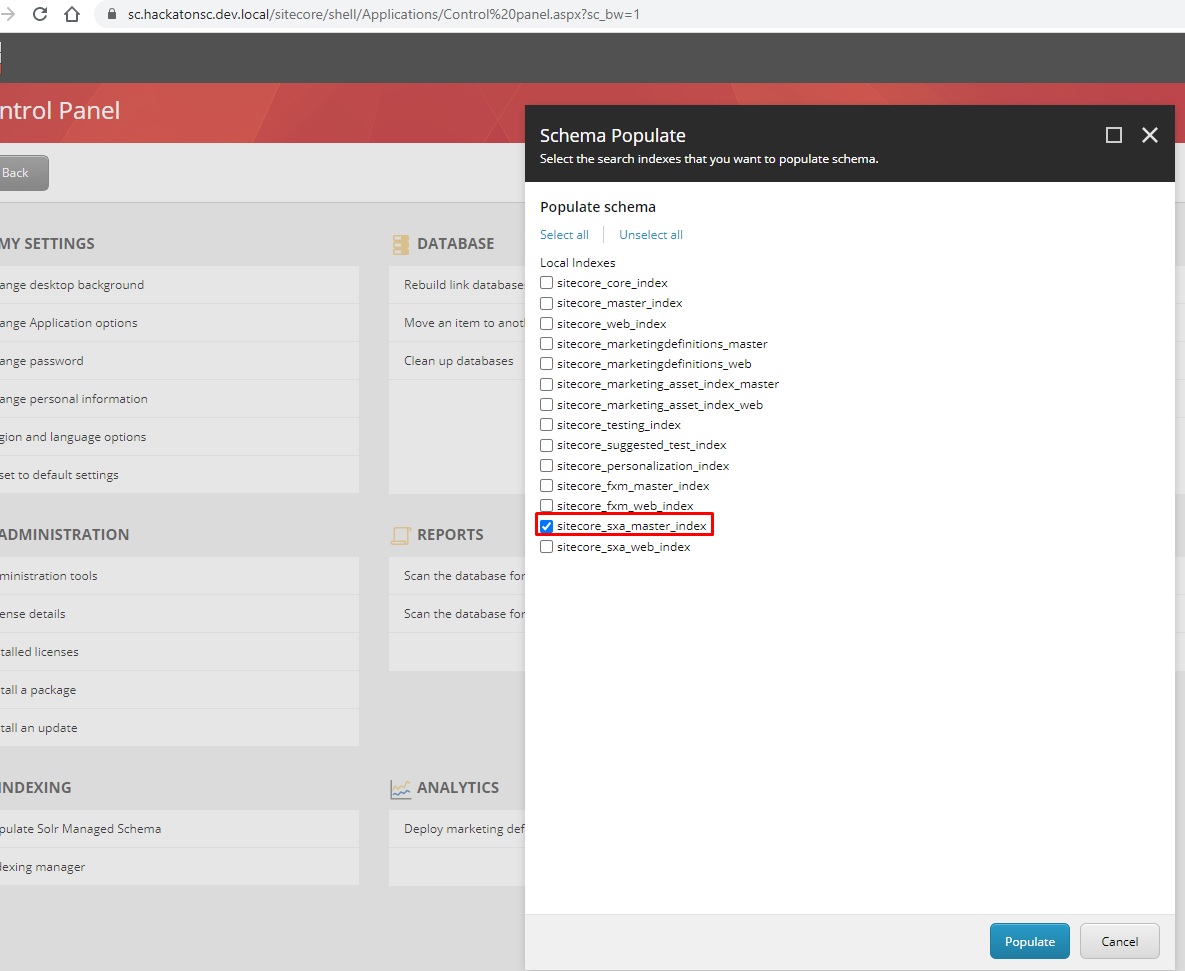 sc.hackatonsc.dev.local/sitecore/shell/Applications/Control%20panel.aspx?sc_bw=1
ntrol Panel
Back
MY SETTINGS
ange desktop background
ange Application options
ange password
ange personal information
gion and language options
set to default settings
DATABASE
Rebuild link database
Move an item to anot
Clean up databases
ADMINISTRATION
ministration tools
ense details
talled licenses
tall a package
tall an update
REPORTS
Scan the database for
Scan the database for
INDEXING
pulate Solr Managed Schema
dexing manager
ANALYTICS
Deploy marketing def
Schema Populate
Select the search indexes that you want to populate schema.
Populate schema
Select all
Unselect all
Local Indexes
sitecore_core_index
sitecore_master_index
sitecore_web_index
sitecore_marketingdefinitions_master
sitecore_marketingdefinitions_web
sitecore_marketing_asset_index_master
sitecore_marketing_asset_index_web
sitecore_testing_index
sitecore_suggested_test_index
sitecore_personalization_index
sitecore_fxm_master_index
sitecore_fxm_web_index
sitecore_sxa_master_index
sitecore_sxa_web_index
Populate
Cancel